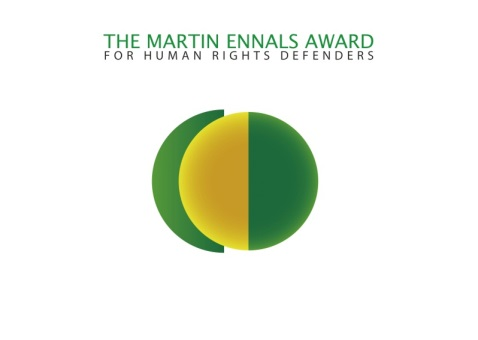 THE MARTIN ENNALS AWARD
FOR HUMAN RIGHTS DEFENDERS